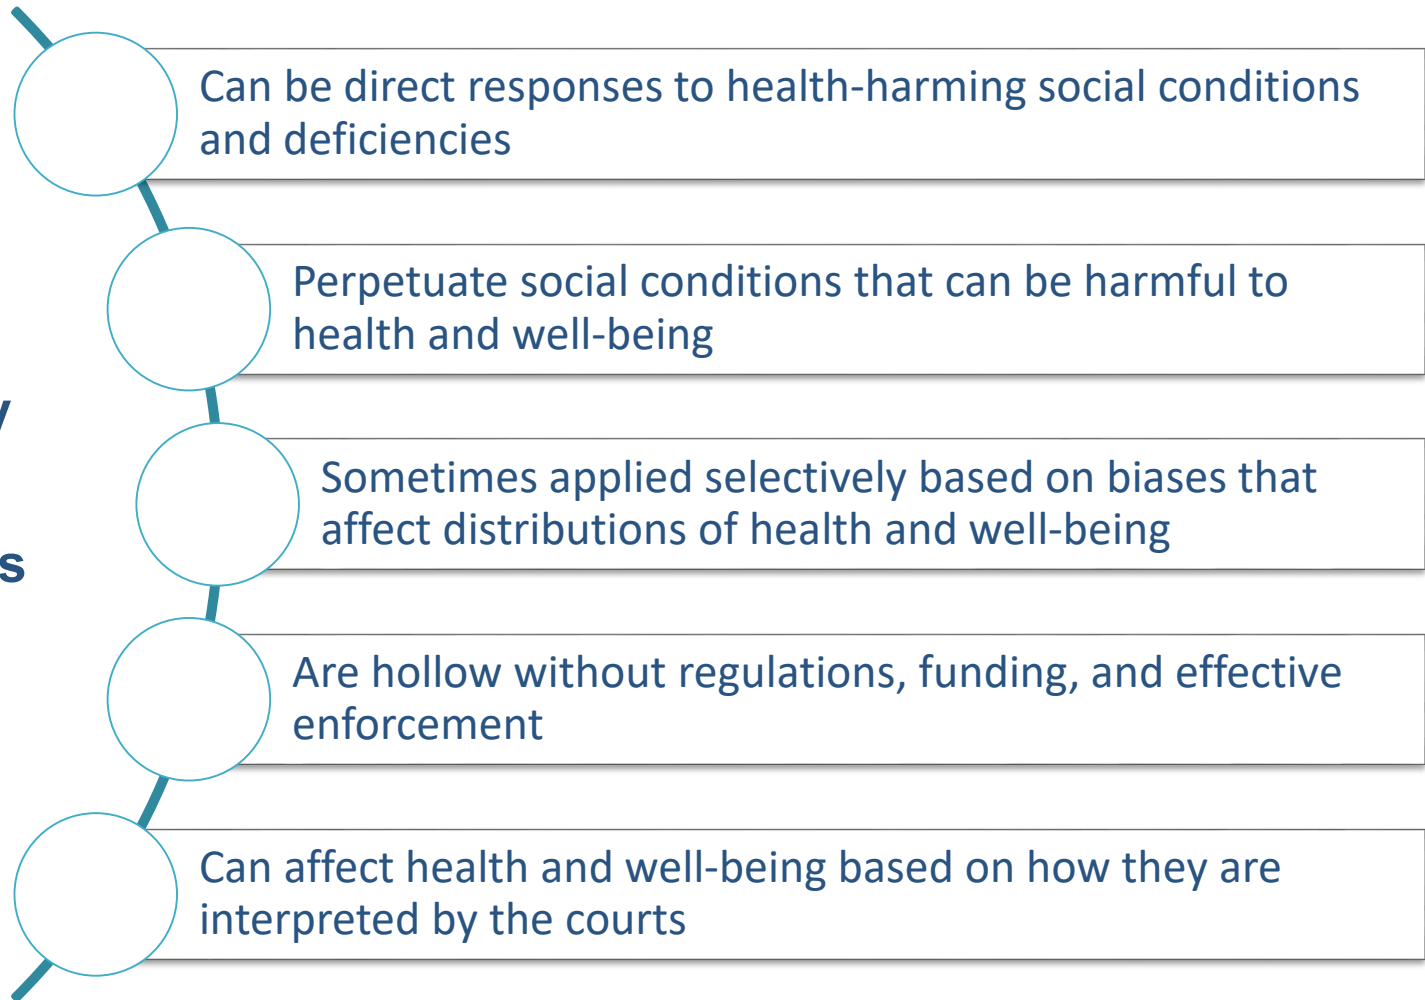 Can be direct responses to health-harming social conditions
and deficiencies
Perpetuate social conditions that can be harmful to
health and well-being
Sometimes applied selectively based on biases that
affect distributions of health and well-being
Are hollow without regulations, funding, and effective
enforcement
Can affect health and well-being based on how they are
interpreted by the courts